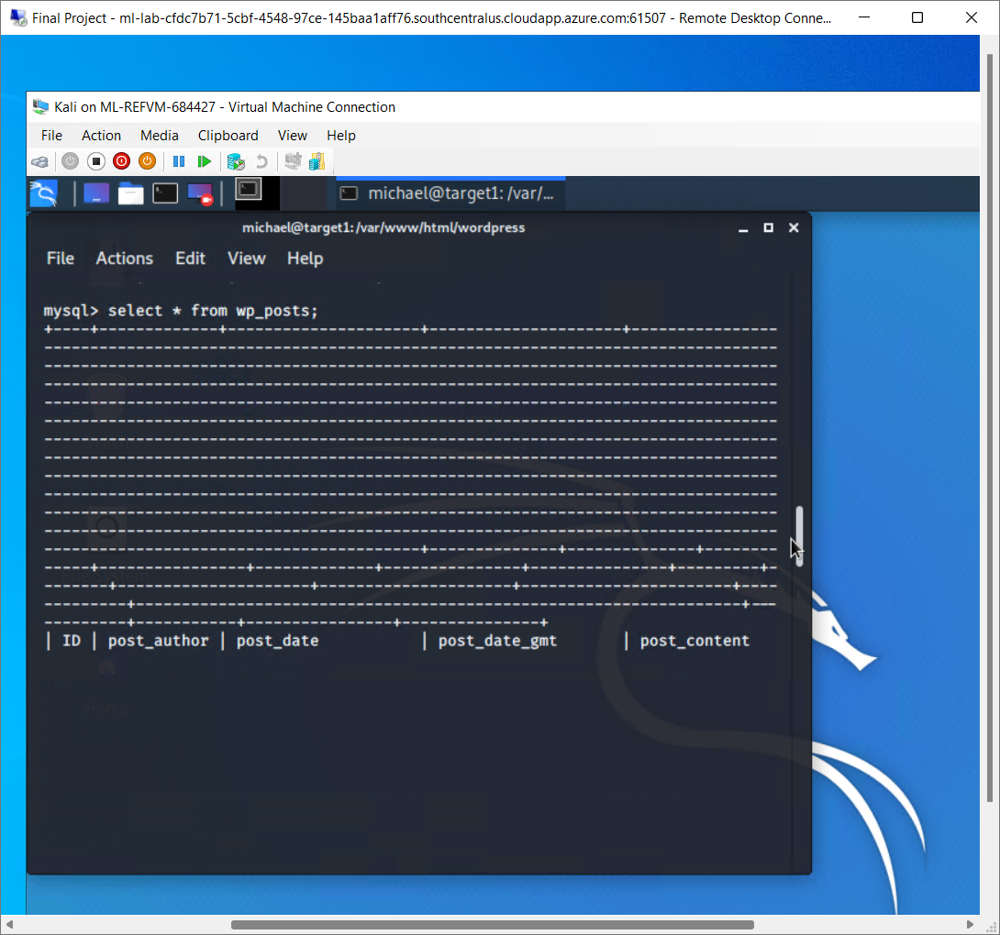 Final Project - ml-lab-cfdc7b71-5cbf-4548-97ce-145baa1aff76.southcentralus.cloudapp.azure.com:61507 - Remote Desktop Conne...
Kali on ML-REFVM-684427 - Virtual Machine Connection
File Action Media Clipboard View Help
michael@target1: /var/...
michael@target1:/var/www/html/wordpress
File Actions Edit View Help
mysql> select * from wp_posts;
| ID | post_author | post_date | post_date_gmt | post_content
Home